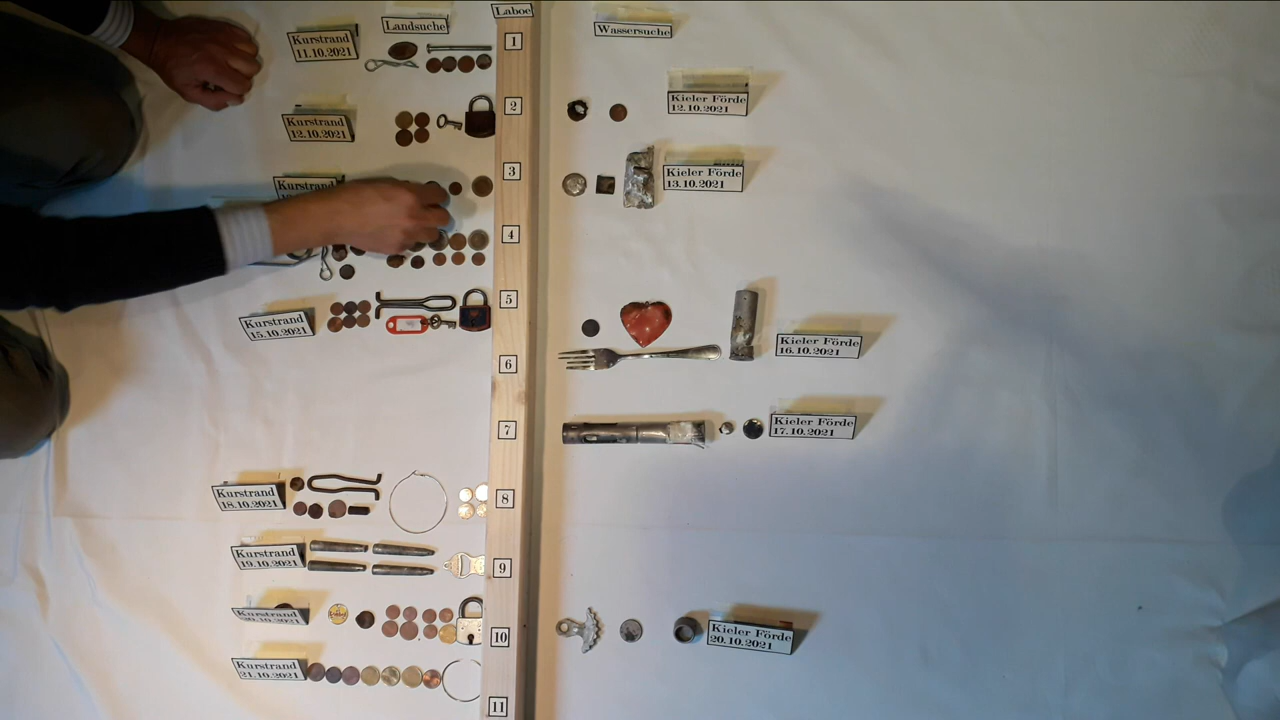 Laboe
Landsuche
Wassersuche
1
Kurstrand
11.10.2021
2
Kurstrand
12.10.2021
Kieler Förde
12.10.2021
3
Kurstrand
Kieler Förde
13.10.2021
4
5
Kurstrand
15.10.2021
6
Kieler Förde
16.10.2021
7
Kieler Förde
17.10.2021
8
Kurstrand
18.10.2021
9
Kurstrand
19.10.2021
10
Kurstrand
20.10.2021
Kieler Förde
20.10.2021
Kurstrand
21.10.2021
11